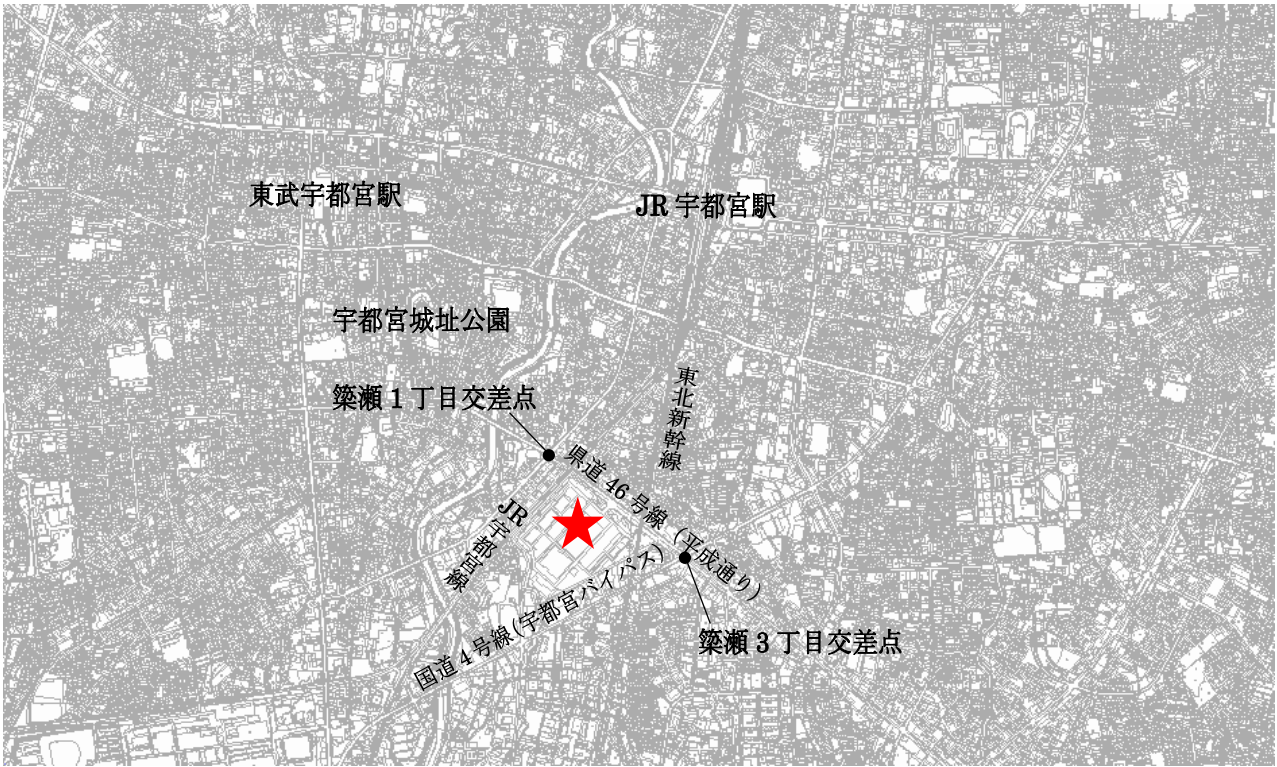 東武宇都宮駅
JR 宇都宮駅
宇都宮城址公園
簗瀬 1 丁目交差点
東北新幹線
県道 46 号線（平成通り）
JR 宇都宮線
国道 4 号線(宇都宮バイパス)
簗瀬 3 丁目交差点